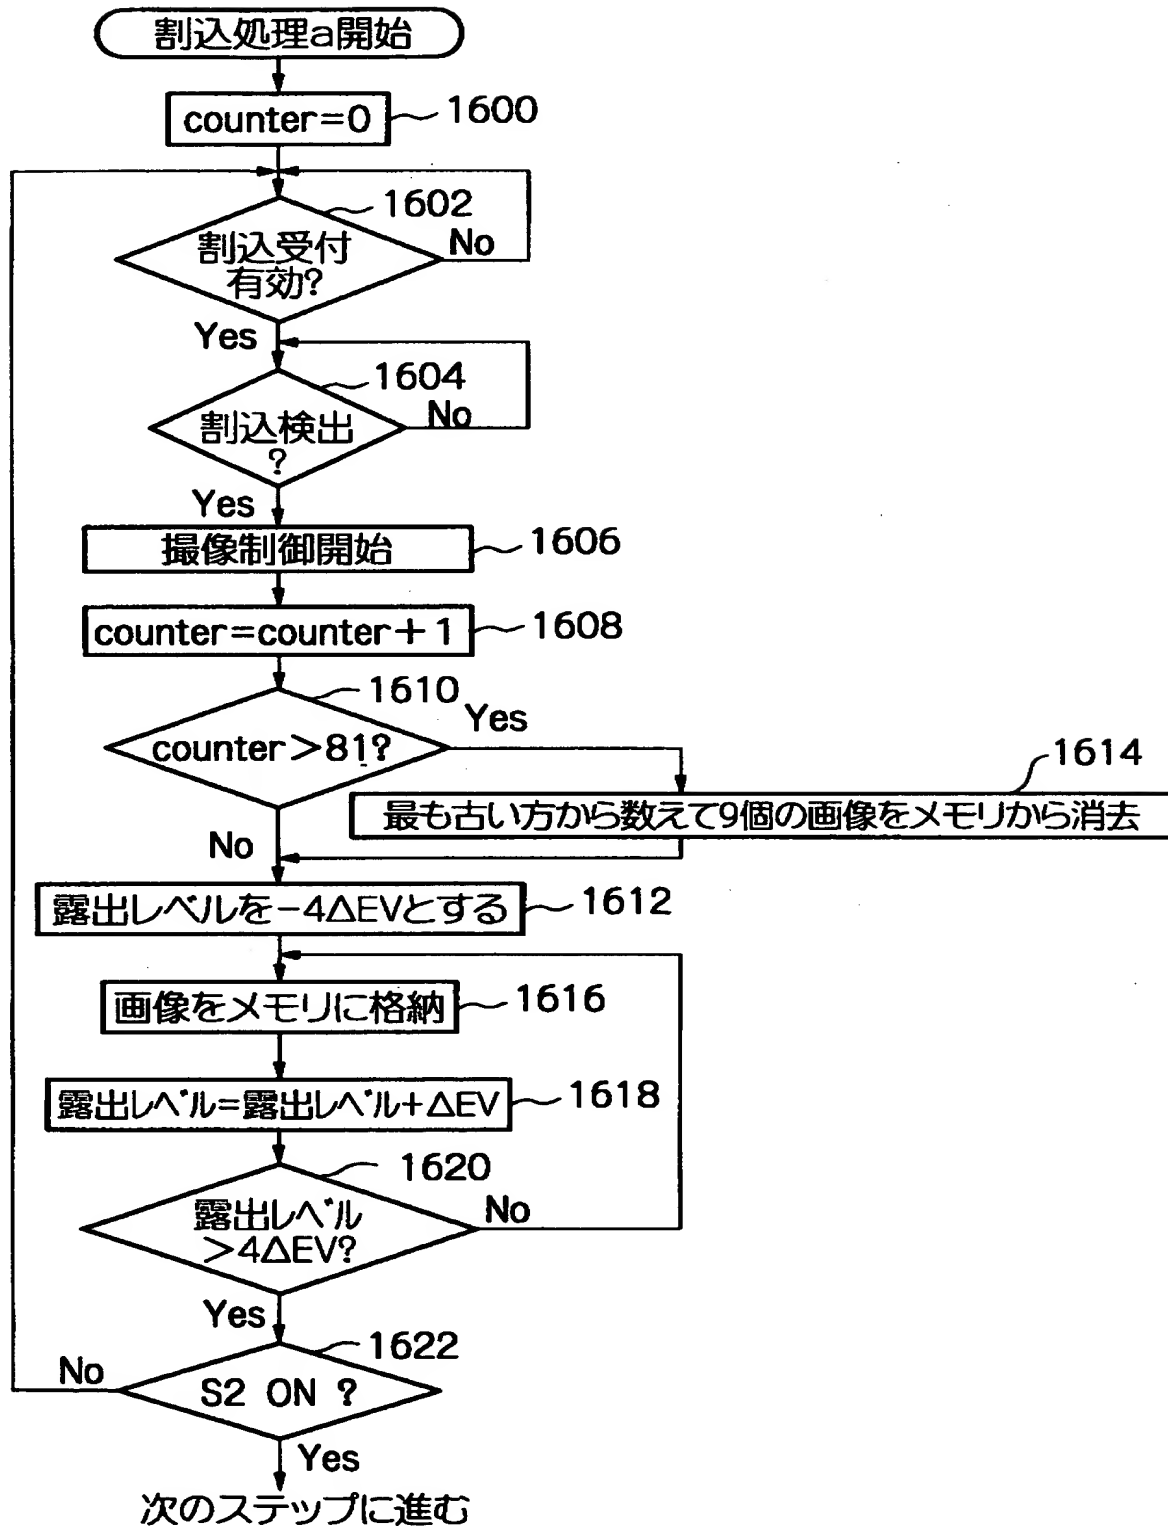 割込処理a開始
counter=0
1600
1602
割込受付
有効?
No
Yes
1604
割込検出
?
No
Yes
撮像制御開始
1606
counter=counter+1
1608
1610
counter>81?
Yes
1614
最も古い方から数えて9個の画像をメモリから消去
No
露出レベルを-4ΔEVとする
1612
画像をメモリに格納
1616
露出レベル=露出レベル+ΔEV
1618
1620
露出レベル
>4ΔEV?
No
Yes
1622
S2 ON ?
No
Yes
次のステップに進む